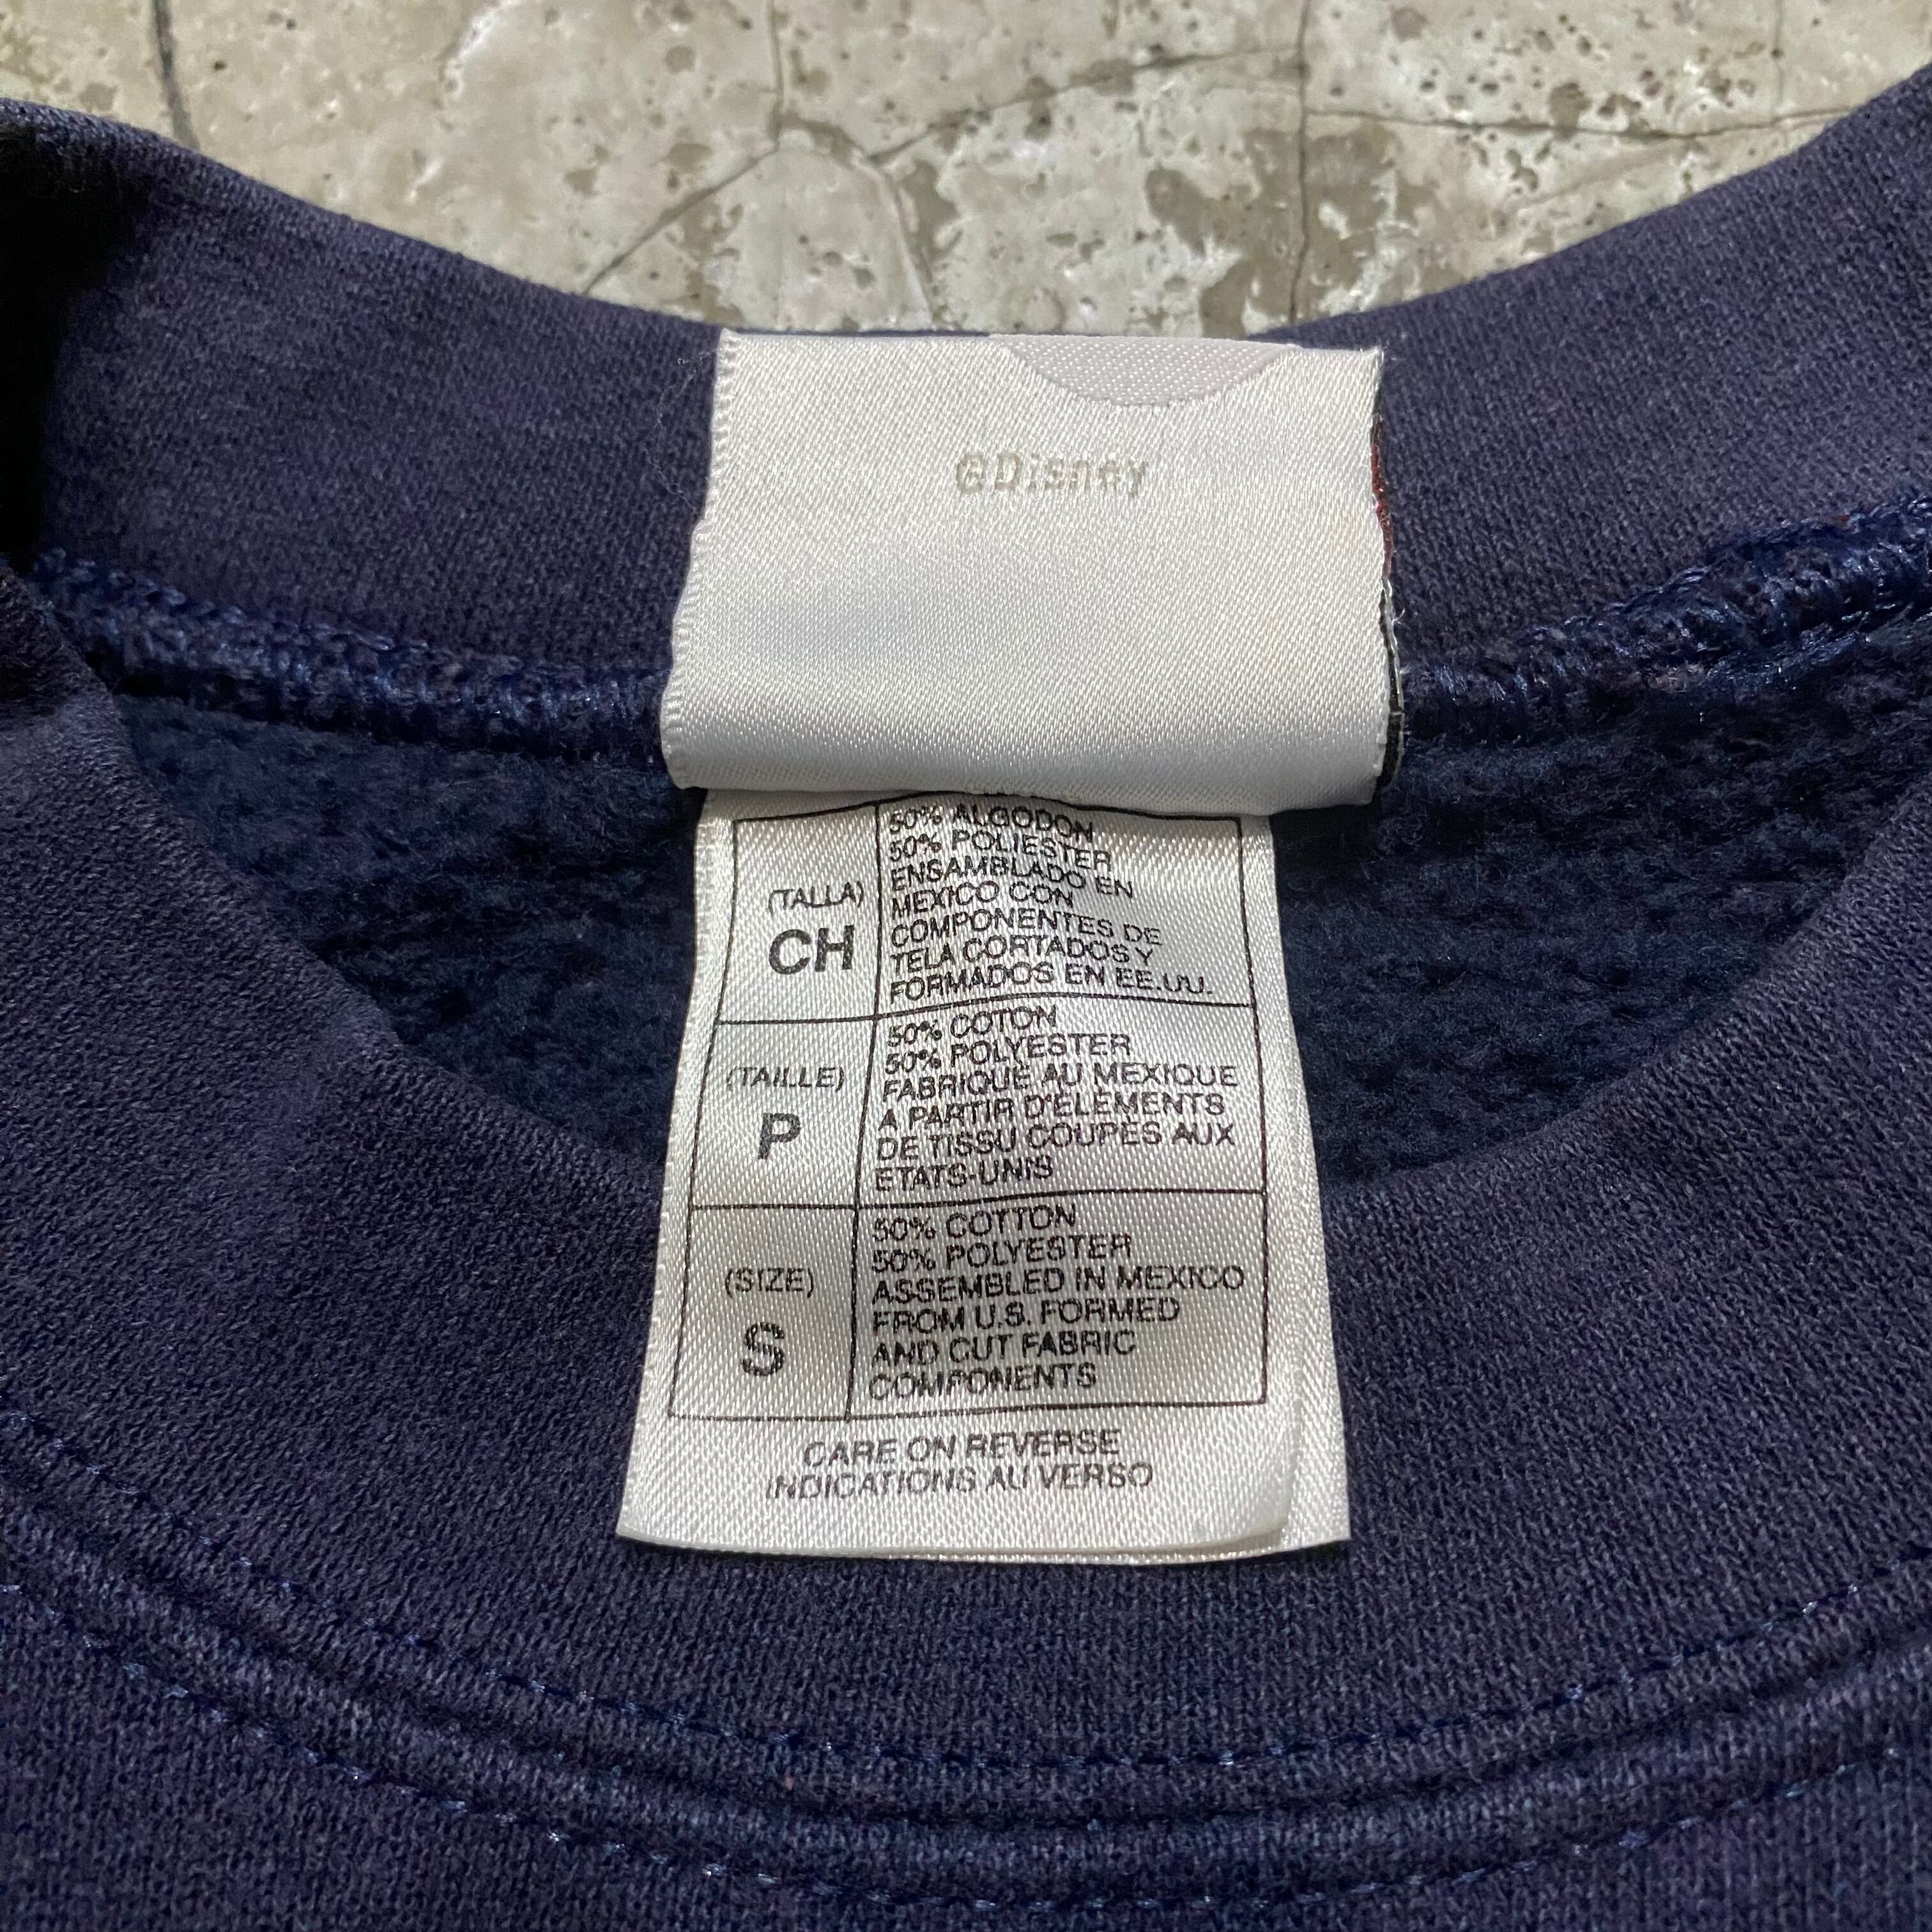 ©Disney
(TALLA)
CH
50% ALGODON
50% POLIESTER
ENSAMBLADO EN
MEXICO CON
COMPONENTES DE
TELA CORTADOS Y
FORMADOS EN EE.UU.
(TAILLE)
P
50% COTON
50% POLYESTER
FABRIQUE AU MEXIQUE
A PARTIR D'ELEMENTS
DE TISSU COUPES AUX
ETATS-UNIS
(SIZE)
S
50% COTTON
50% POLYESTER
ASSEMBLED IN MEXICO
FROM U.S. FORMED
AND CUT FABRIC
COMPONENTS
CARE ON REVERSE
INDICATIONS AU VERSO